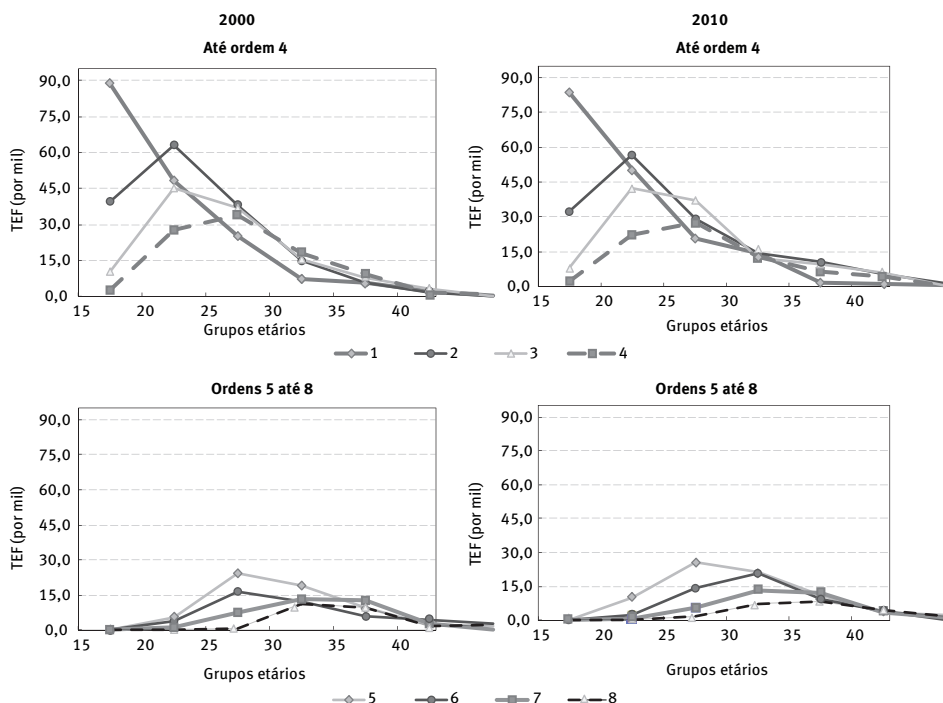 2000
Até ordem 4
TEF (por mil)
90,0
75,0
60,0
45,0
30,0
15,0
0,0
15 20 25 30 35 40
Grupos etários
2010
Até ordem 4
TEF (por mil)
90,0
75,0
60,0
45,0
30,0
15,0
0,0
15 20 25 30 35 40
Grupos etários
1 2 3 4
Ordens 5 até 8
TEF (por mil)
90,0
75,0
60,0
45,0
30,0
15,0
0,0
15 20 25 30 35 40
Grupos etários
Ordens 5 até 8
TEF (por mil)
90,0
75,0
60,0
45,0
30,0
15,0
0,0
15 20 25 30 35 40
Grupos etários
5 6 7 8